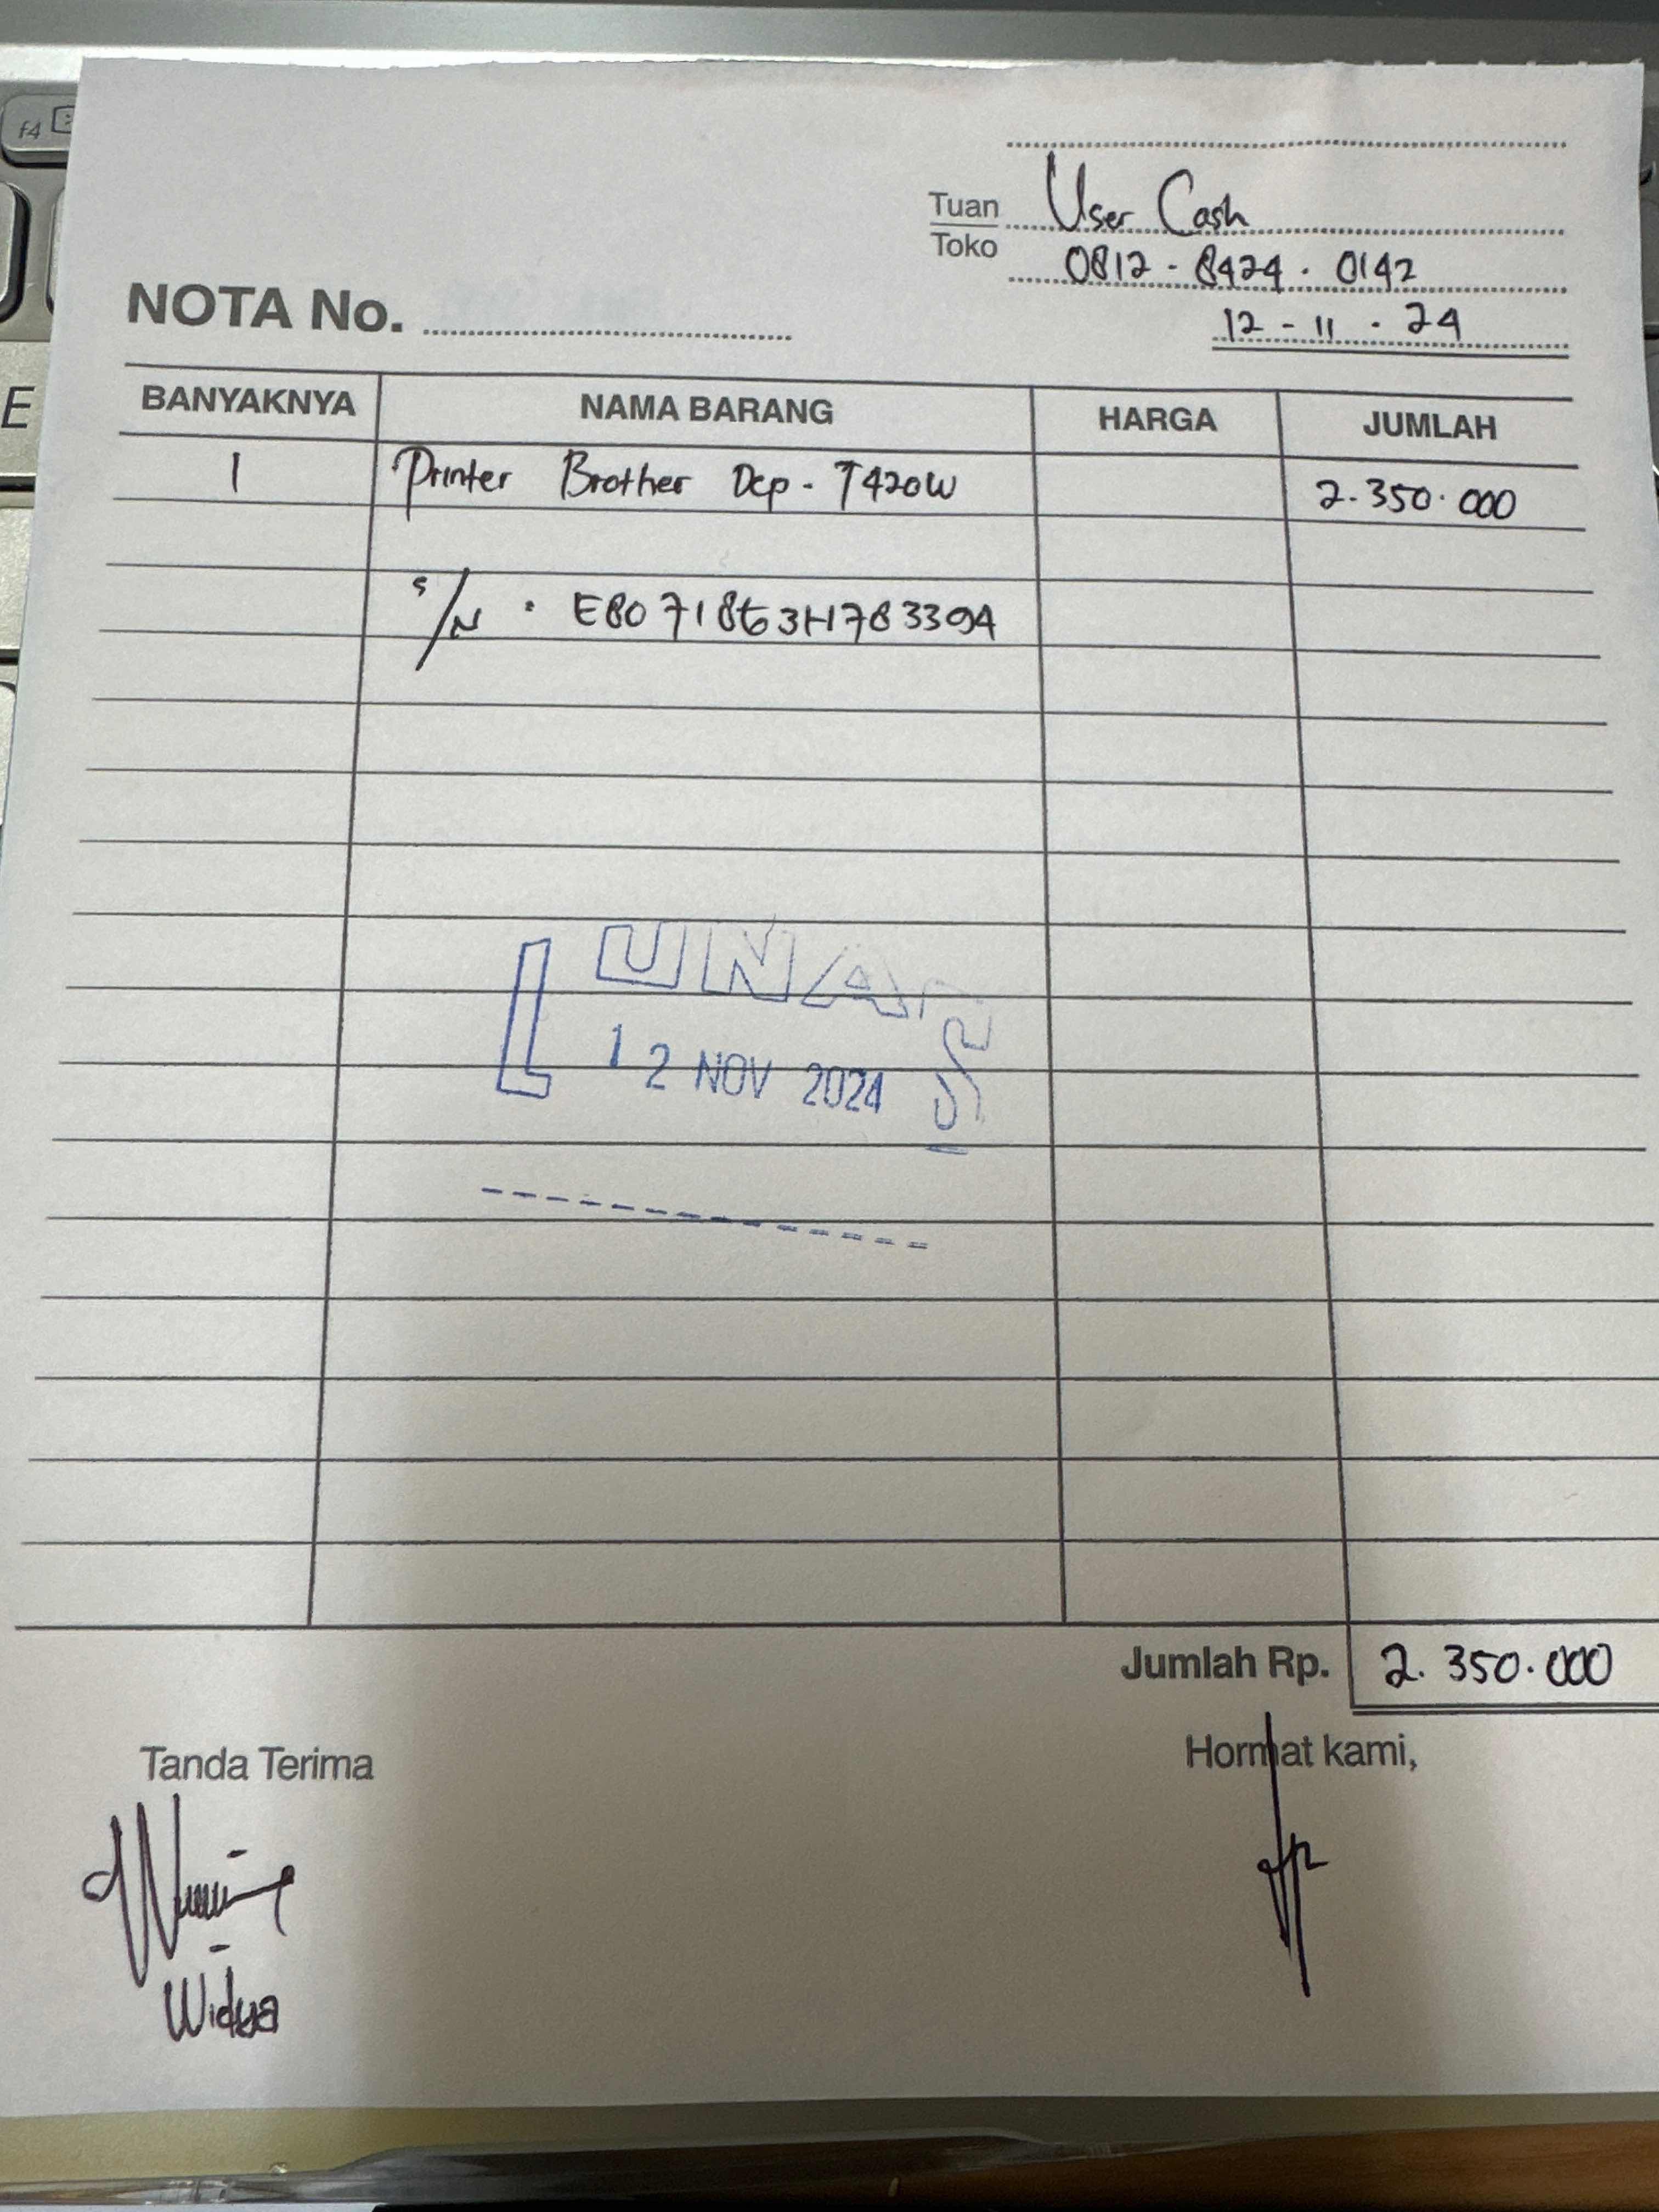 f4
E
Tuan User Cash
Toko 0812 - 8424 . 0142
NOTA No.
12 - 11 . 24
BANYAKNYA NAMA BARANG HARGA JUMLAH
1 Printer Brother Dcp - T420W 2.350.000
S/N : E80718G3H783394
LUNAS
12 NOV 2024
Jumlah Rp. 2.350.000
Tanda Terima Hormat kami,
Widya